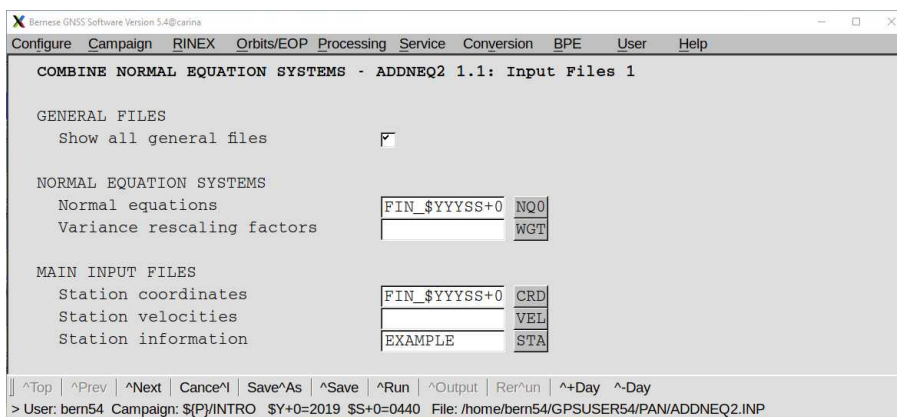 Bernese GNSS Software Version 5.4@carina
Configure Campaign RINEX Orbits/EOP Processing Service Conversion BPE User Help
COMBINE NORMAL EQUATION SYSTEMS - ADDNEQ2 1.1: Input Files 1
GENERAL FILES
Show all general files
NORMAL EQUATION SYSTEMS
Normal equations FIN_$YYYSS+0 NQ0
Variance rescaling factors WGT
MAIN INPUT FILES
Station coordinates FIN_$YYYSS+0 CRD
Station velocities VEL
Station information EXAMPLE STA
^Top | ^Prev | ^Next | Cance^l | Save^As | ^Save | ^Run | ^Output | Rer^un | ^+Day ^-Day
> User: bern54 Campaign: ${P}/INTRO $Y+0=2019 $S+0=0440 File: /home/bern54/GPSUSER54/PAN/ADDNEQ2.INP